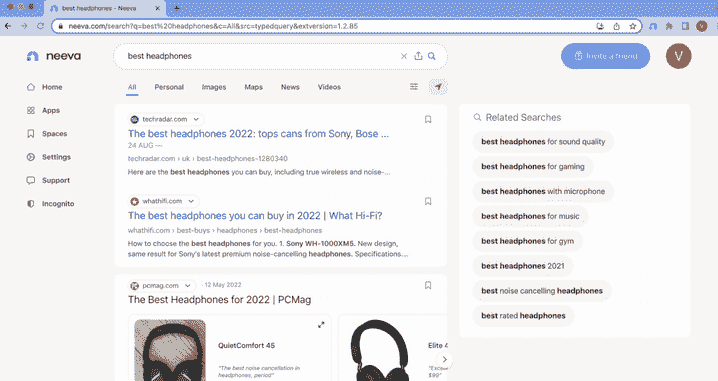 best headphones - Neeva
neeva.com/search?q=best%20headphones&c=All&src=typedquery&extversion=1.2.85
V
neeva
best headphones
Invite a friend
V
Home
Apps
Spaces
Settings
Support
Incognito
All Personal Images Maps News Videos
techradar.com
The best headphones 2022: tops cans from Sony, Bose ...
24 AUG —
techradar.com › uk › best-headphones-1280340
Here are the best headphones you can buy, including true wireless and noise-...
whathifi.com
The best headphones you can buy in 2022 | What Hi-Fi?
whathifi.com › best-buys › headphones › best-headphones
How to choose the best headphones for you. 1. Sony WH-1000XM5. New design,
same result for Sony's latest premium noise-cancelling headphones. Specifications...
pcmag.com · 12 May 2022
The Best Headphones for 2022 | PCMag
QuietComfort 45
"The best noise cancellation in
headphones, period"
Elite 4
$99"
Related Searches
best headphones for sound quality
best headphones for gaming
best headphones with microphone
best headphones for music
best headphones for gym
best headphones 2021
best noise cancelling headphones
best rated headphones